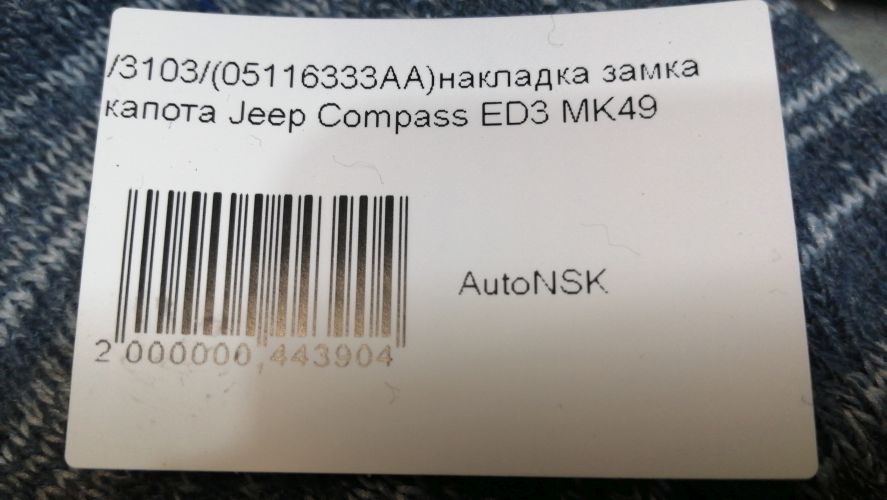 /3103/(05116333AA)накладка замка
капота Jeep Compass ED3 MK49
AutoNSK
2 000000,443904